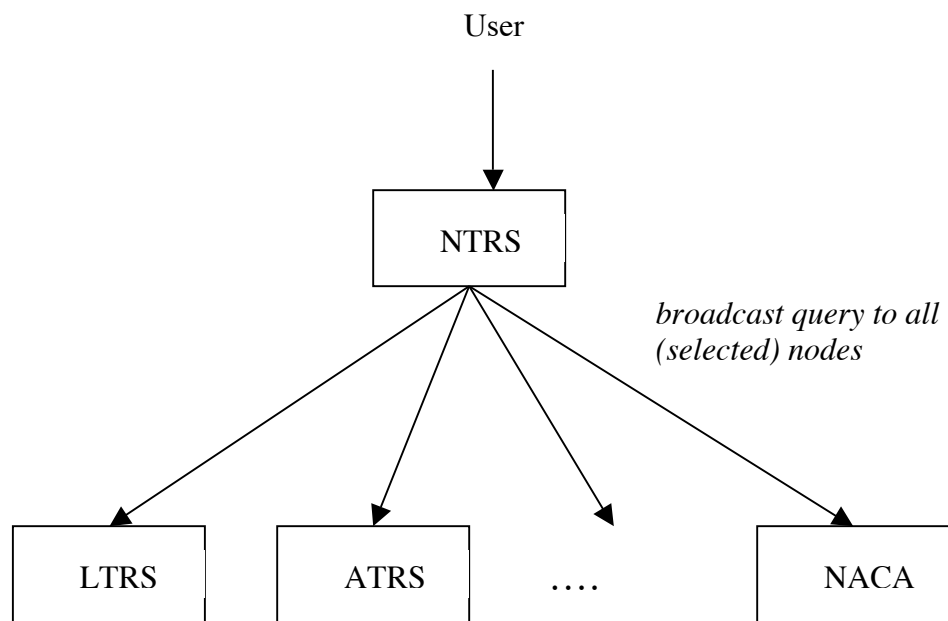 User
NTRS
broadcast query to all
(selected) nodes
LTRS
ATRS
....
NACA